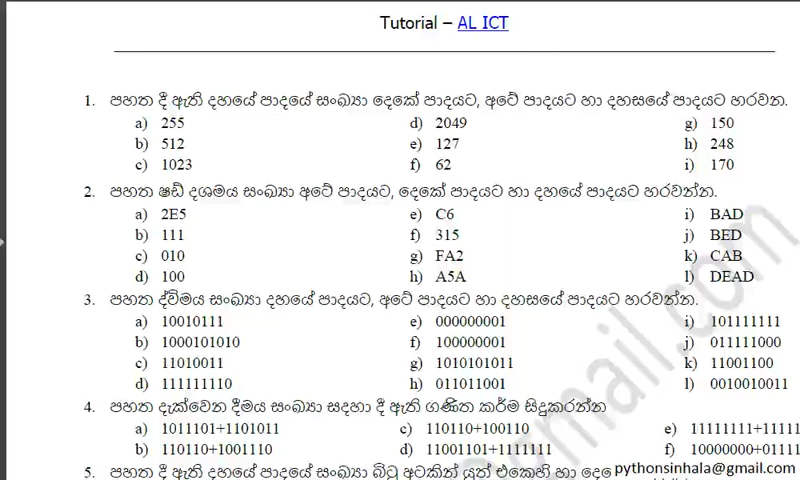 Tutorial – AL ICT
1. පහත දී ඇති දහයේ පාදයේ සංඛ්‍යා දෙකේ පාදයට, අටේ පාදයට හා දහසයේ පාදයට හරවන.
a) 255 d) 2049 g) 150
b) 512 e) 127 h) 248
c) 1023 f) 62 i) 170
2. පහත ෂඩ් දශමය සංඛ්‍යා අටේ පාදයට, දෙකේ පාදයට හා දහයේ පාදයට හරවන්න.
a) 2E5 e) C6 i) BAD
b) 111 f) 315 j) BED
c) 010 g) FA2 k) CAB
d) 100 h) A5A l) DEAD
3. පහත ද්විමය සංඛ්‍යා දහයේ පාදයට, අටේ පාදයට හා දහසයේ පාදයට හරවන්න.
a) 10010111 e) 000000001 i) 101111111
b) 1000101010 f) 100000001 j) 011111000
c) 11010011 g) 1010101011 k) 11001100
d) 111111110 h) 011011001 l) 0010010011
4. පහත දැක්වෙන දීමය සංඛ්‍යා සදහා දී ඇති ගණිත කර්ම සිදුකරන්න
a) 1011101+1101011 c) 110110+100110 e) 11111111+11111
b) 110110+1001110 d) 11001101+1111111 f) 10000000+01111
5. පහත දී ඇති දහයේ පාදයේ සංඛ්‍යා බිටු අටකින් යුත් එකෙහි හා දෙ
pythonsinhala@gmail.com
gmail.com